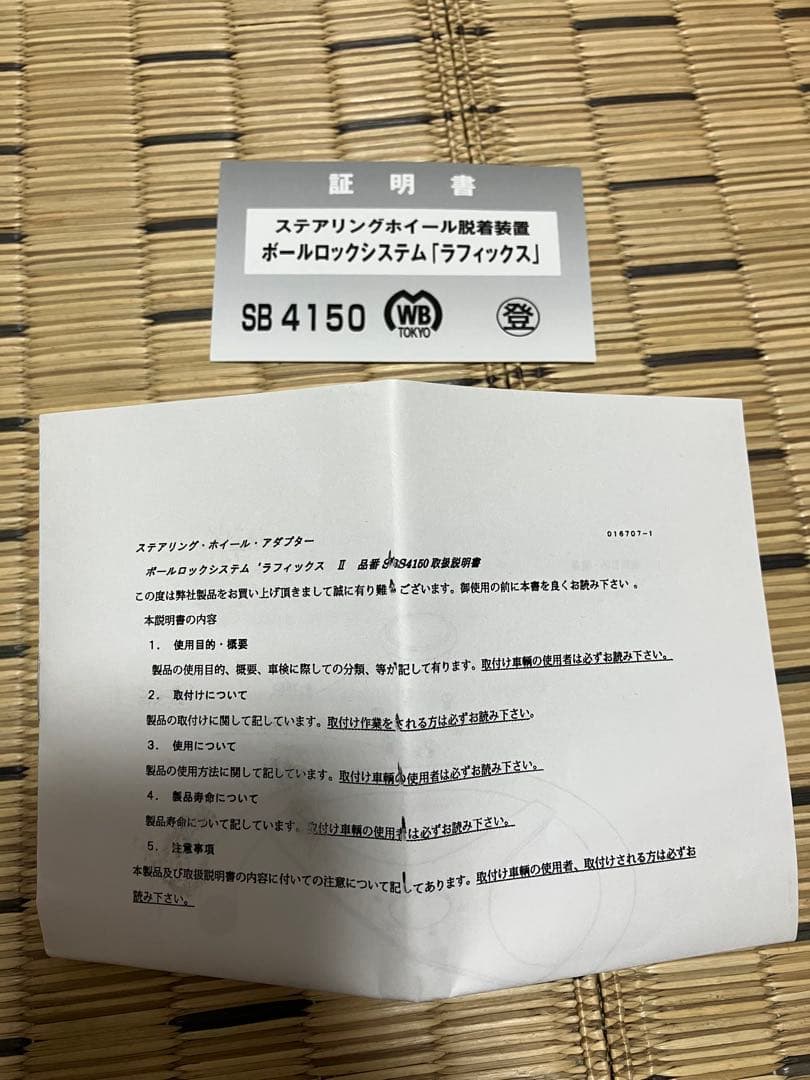 証明書
ステアリングホイール脱着装置
ボールロックシステム「ラフィックス」
SB 4150 WB TOKYO 登
016707-1
ステアリング・ホイール・アダプター
ボールロックシステム 'ラフィックス Ⅱ 品番 S4150取扱説明書
この度は弊社製品をお買い上げ頂きまして誠に有り難うございます。御使用の前に本書を良くお読み下さい 。
本説明書の内容
1. 使用目的・概要
製品の使用目的、概要、車検に際しての分類、等が記して有ります。取付け車輌の使用者は必ずお読み下さい。
2. 取付けについて
製品の取付けに関して記しています。取付け作業をされる方は必ずお読み下さい。
3. 使用について
製品の使用方法に関して記しています。取付け車輌の使用者は必ずお読み下さい。
4. 製品寿命について
製品寿命について記しています。取付け車輌の使用者は必ずお読み下さい。
5. 注意事項
本製品及び取扱説明書の内容に付いての注意について記してあります。取付け車輌の使用者、取付けされる方は必ずお
読み下さい。